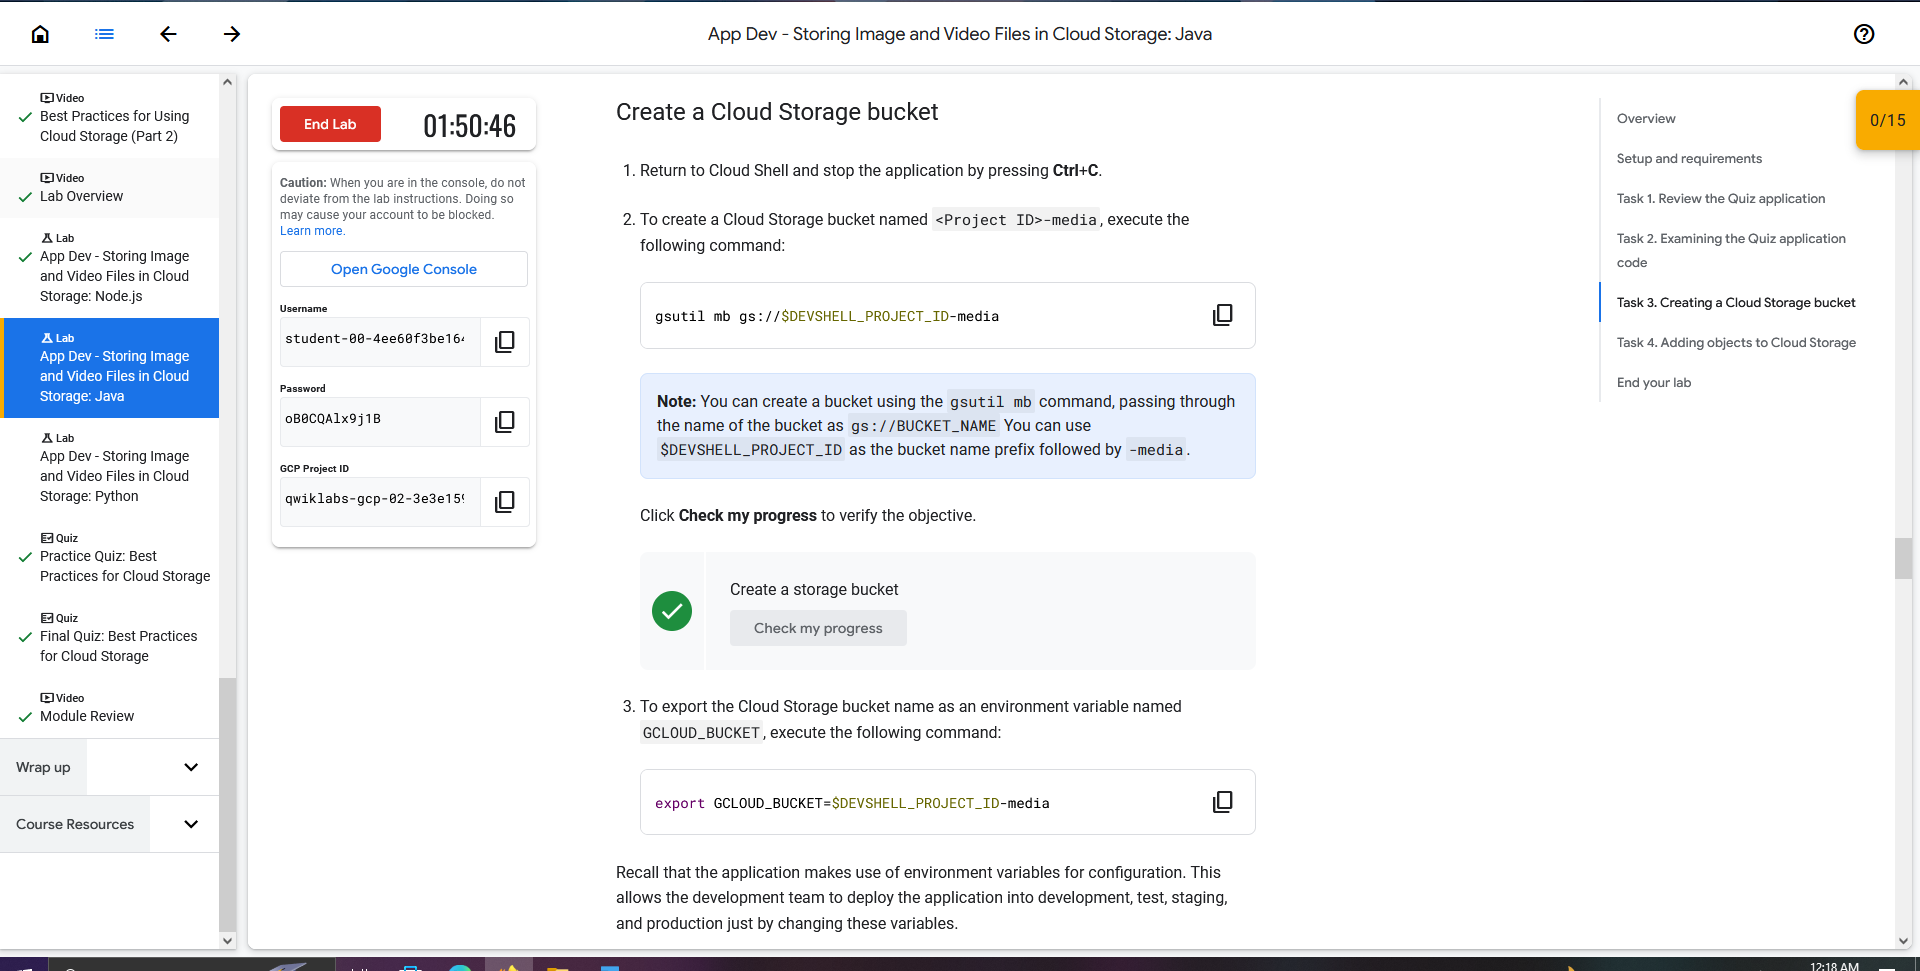 App Dev - Storing Image and Video Files in Cloud Storage: Java
Video
Best Practices for Using
Cloud Storage (Part 2)
Video
Lab Overview
Lab
App Dev - Storing Image
and Video Files in Cloud
Storage: Node.js
Lab
App Dev - Storing Image
and Video Files in Cloud
Storage: Java
Lab
App Dev - Storing Image
and Video Files in Cloud
Storage: Python
Quiz
Practice Quiz: Best
Practices for Cloud Storage
Quiz
Final Quiz: Best Practices
for Cloud Storage
Video
Module Review
Wrap up
Course Resources
End Lab
01:50:46
Caution: When you are in the console, do not
deviate from the lab instructions. Doing so
may cause your account to be blocked.
Learn more.
Open Google Console
Username
student-00-4ee60f3be164
Password
oB0CQAlx9j1B
GCP Project ID
qwiklabs-gcp-02-3e3e159
Create a Cloud Storage bucket
1. Return to Cloud Shell and stop the application by pressing Ctrl+C.
2. To create a Cloud Storage bucket named <Project ID>-media, execute the
following command:
gsutil mb gs://$DEVSHELL_PROJECT_ID-media
Note: You can create a bucket using the gsutil mb command, passing through
the name of the bucket as gs://BUCKET_NAME You can use
$DEVSHELL_PROJECT_ID as the bucket name prefix followed by -media.
Click Check my progress to verify the objective.
Create a storage bucket
Check my progress
3. To export the Cloud Storage bucket name as an environment variable named
GCLOUD_BUCKET, execute the following command:
export GCLOUD_BUCKET=$DEVSHELL_PROJECT_ID-media
Recall that the application makes use of environment variables for configuration. This
allows the development team to deploy the application into development, test, staging,
and production just by changing these variables.
Overview
Setup and requirements
Task 1. Review the Quiz application
Task 2. Examining the Quiz application
code
Task 3. Creating a Cloud Storage bucket
Task 4. Adding objects to Cloud Storage
End your lab
0/15
12:18 AM